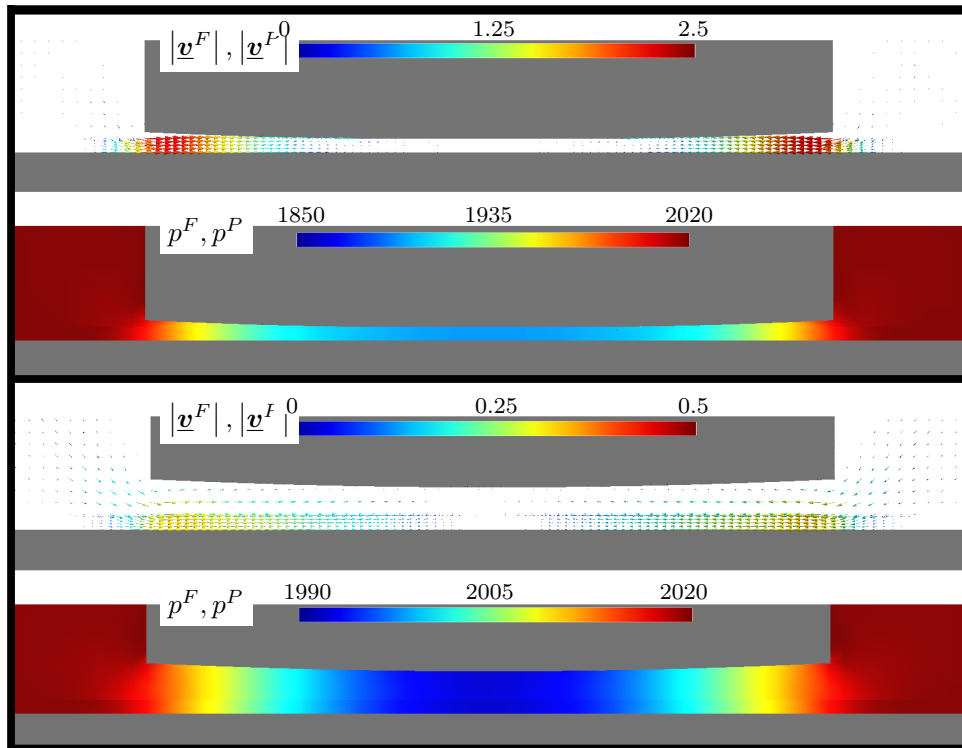 0 1.25 2.5
|v^F|, |v^P|
1850 1935 2020
p^F, p^P
0 0.25 0.5
|v^F|, |v^P|
1990 2005 2020
p^F, p^P